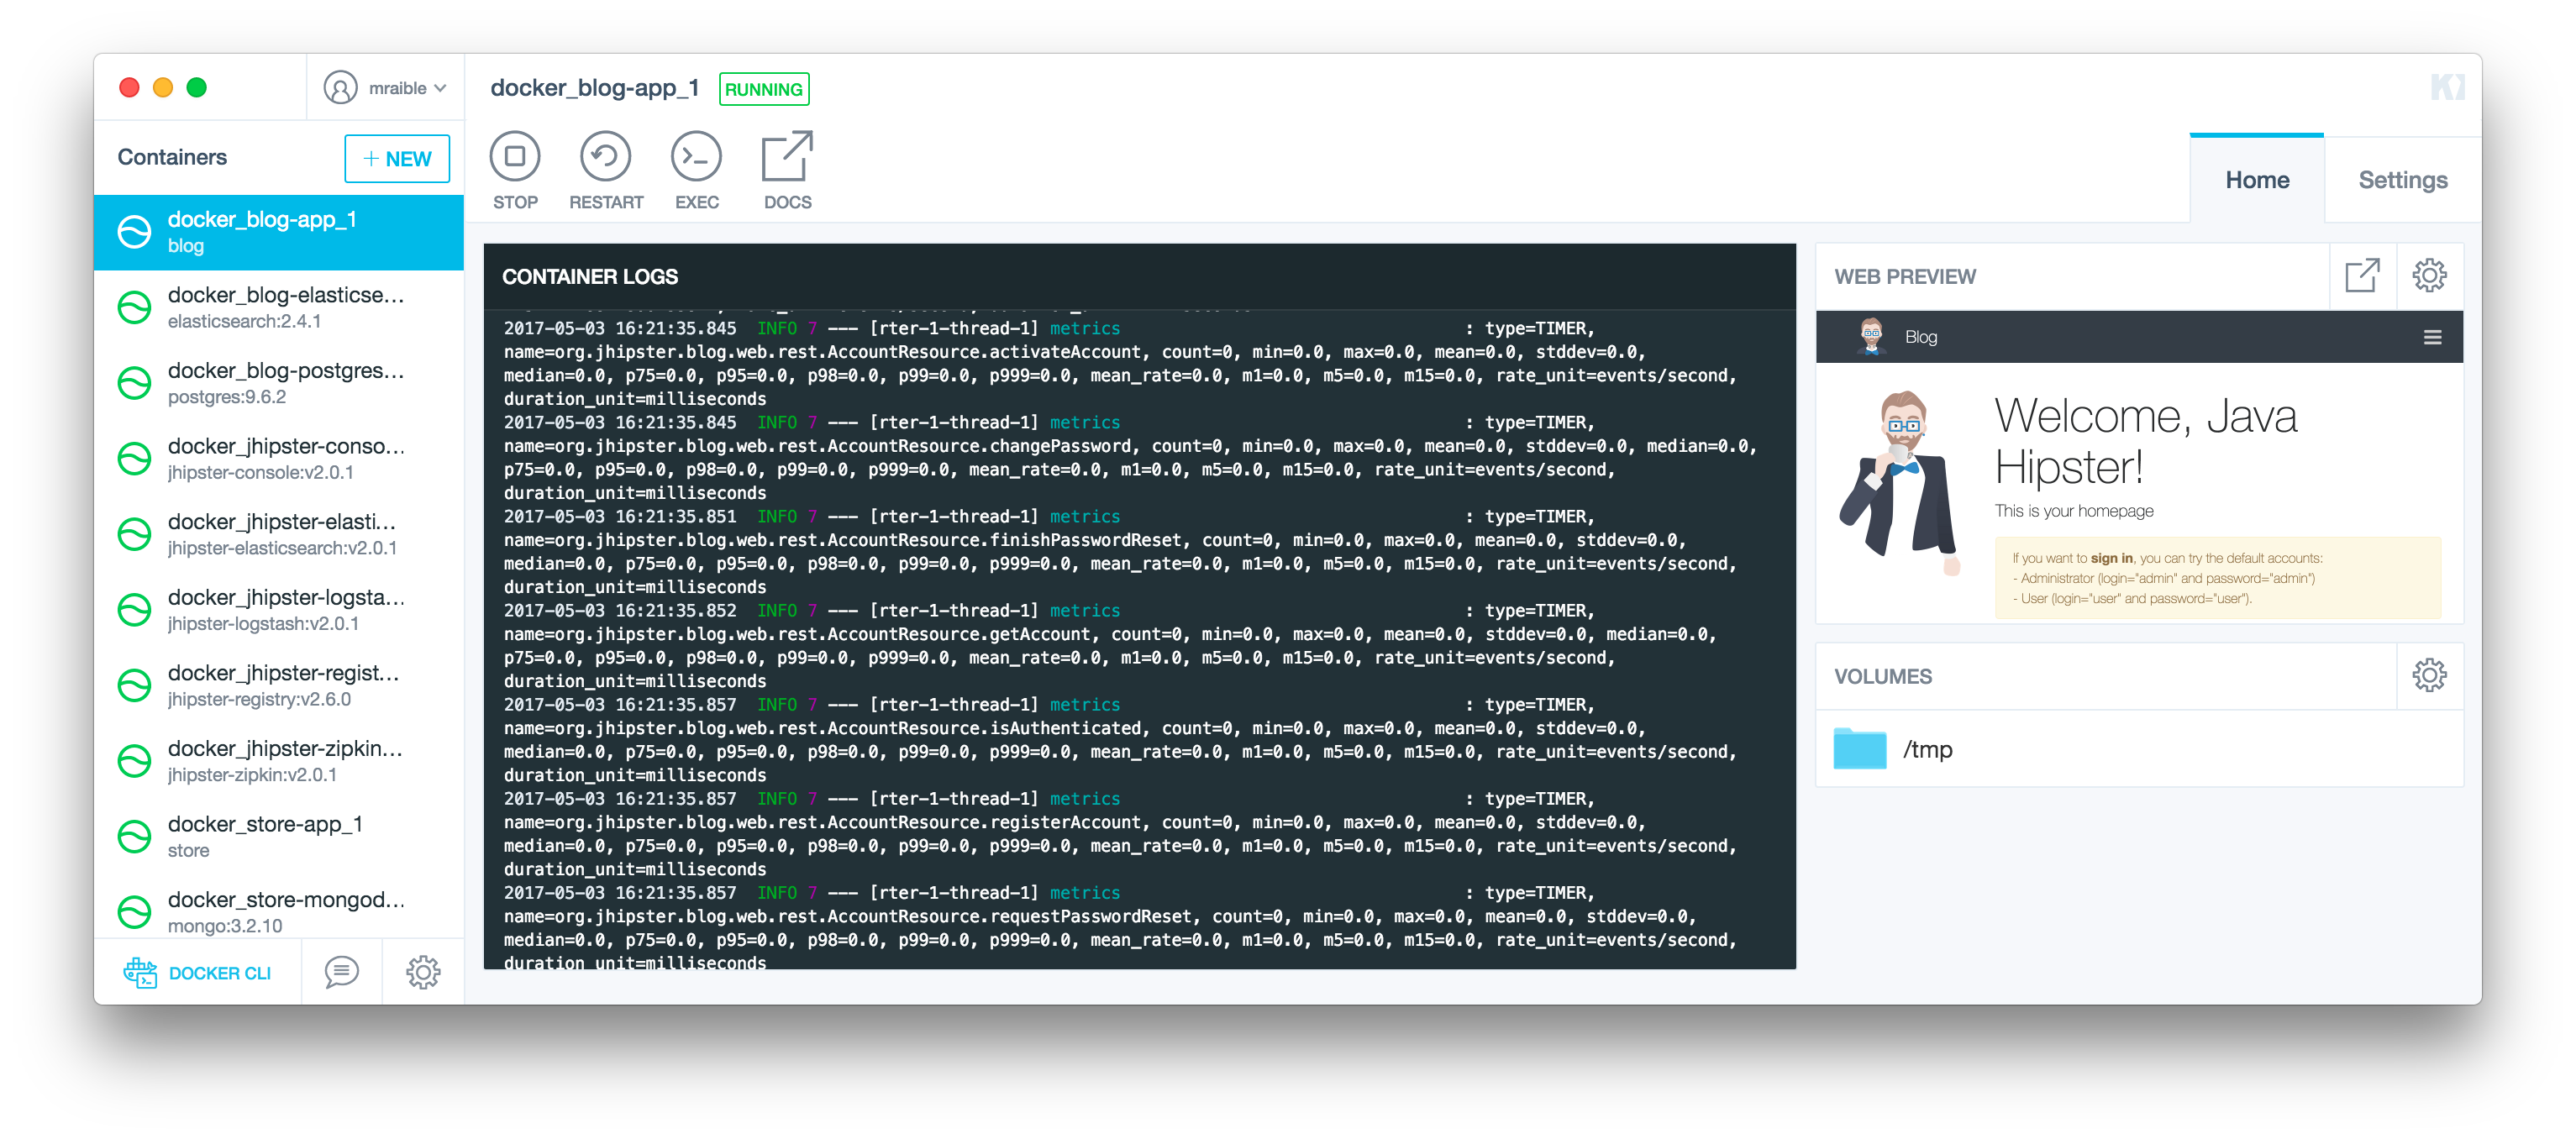 mraible
docker_blog-app_1 RUNNING
Containers
+ NEW
STOP RESTART EXEC DOCS
Home Settings
docker_blog-app_1
blog
docker_blog-elasticse...
elasticsearch:2.4.1
docker_blog-postgres...
postgres:9.6.2
docker_jhipster-conso...
jhipster-console:v2.0.1
docker_jhipster-elasti...
jhipster-elasticsearch:v2.0.1
docker_jhipster-logsta...
jhipster-logstash:v2.0.1
docker_jhipster-regist...
jhipster-registry:v2.6.0
docker_jhipster-zipkin...
jhipster-zipkin:v2.0.1
docker_store-app_1
store
docker_store-mongod...
mongo:3.2.10
DOCKER CLI
CONTAINER LOGS
2017-05-03 16:21:35.845 INFO 7 --- [rter-1-thread-1] metrics : type=TIMER,
name=org.jhipster.blog.web.rest.AccountResource.activateAccount, count=0, min=0.0, max=0.0, mean=0.0, stddev=0.0,
median=0.0, p75=0.0, p95=0.0, p98=0.0, p99=0.0, p999=0.0, mean_rate=0.0, m1=0.0, m5=0.0, m15=0.0, rate_unit=events/second,
duration_unit=milliseconds
2017-05-03 16:21:35.845 INFO 7 --- [rter-1-thread-1] metrics : type=TIMER,
name=org.jhipster.blog.web.rest.AccountResource.changePassword, count=0, min=0.0, max=0.0, mean=0.0, stddev=0.0, median=0.0,
p75=0.0, p95=0.0, p98=0.0, p99=0.0, p999=0.0, mean_rate=0.0, m1=0.0, m5=0.0, m15=0.0, rate_unit=events/second,
duration_unit=milliseconds
2017-05-03 16:21:35.851 INFO 7 --- [rter-1-thread-1] metrics : type=TIMER,
name=org.jhipster.blog.web.rest.AccountResource.finishPasswordReset, count=0, min=0.0, max=0.0, mean=0.0, stddev=0.0,
median=0.0, p75=0.0, p95=0.0, p98=0.0, p99=0.0, p999=0.0, mean_rate=0.0, m1=0.0, m5=0.0, m15=0.0, rate_unit=events/second,
duration_unit=milliseconds
2017-05-03 16:21:35.852 INFO 7 --- [rter-1-thread-1] metrics : type=TIMER,
name=org.jhipster.blog.web.rest.AccountResource.getAccount, count=0, min=0.0, max=0.0, mean=0.0, stddev=0.0, median=0.0,
p75=0.0, p95=0.0, p98=0.0, p99=0.0, p999=0.0, mean_rate=0.0, m1=0.0, m5=0.0, m15=0.0, rate_unit=events/second,
duration_unit=milliseconds
2017-05-03 16:21:35.857 INFO 7 --- [rter-1-thread-1] metrics : type=TIMER,
name=org.jhipster.blog.web.rest.AccountResource.isAuthenticated, count=0, min=0.0, max=0.0, mean=0.0, stddev=0.0,
median=0.0, p75=0.0, p95=0.0, p98=0.0, p99=0.0, p999=0.0, mean_rate=0.0, m1=0.0, m5=0.0, m15=0.0, rate_unit=events/second,
duration_unit=milliseconds
2017-05-03 16:21:35.857 INFO 7 --- [rter-1-thread-1] metrics : type=TIMER,
name=org.jhipster.blog.web.rest.AccountResource.registerAccount, count=0, min=0.0, max=0.0, mean=0.0, stddev=0.0,
median=0.0, p75=0.0, p95=0.0, p98=0.0, p99=0.0, p999=0.0, mean_rate=0.0, m1=0.0, m5=0.0, m15=0.0, rate_unit=events/second,
duration_unit=milliseconds
2017-05-03 16:21:35.857 INFO 7 --- [rter-1-thread-1] metrics : type=TIMER,
name=org.jhipster.blog.web.rest.AccountResource.requestPasswordReset, count=0, min=0.0, max=0.0, mean=0.0, stddev=0.0,
median=0.0, p75=0.0, p95=0.0, p98=0.0, p99=0.0, p999=0.0, mean_rate=0.0, m1=0.0, m5=0.0, m15=0.0, rate_unit=events/second,
duration_unit=milliseconds
WEB PREVIEW
Blog
Welcome, Java
Hipster!
This is your homepage
If you want to sign in, you can try the default accounts:
- Administrator (login="admin" and password="admin")
- User (login="user" and password="user").
VOLUMES
/tmp